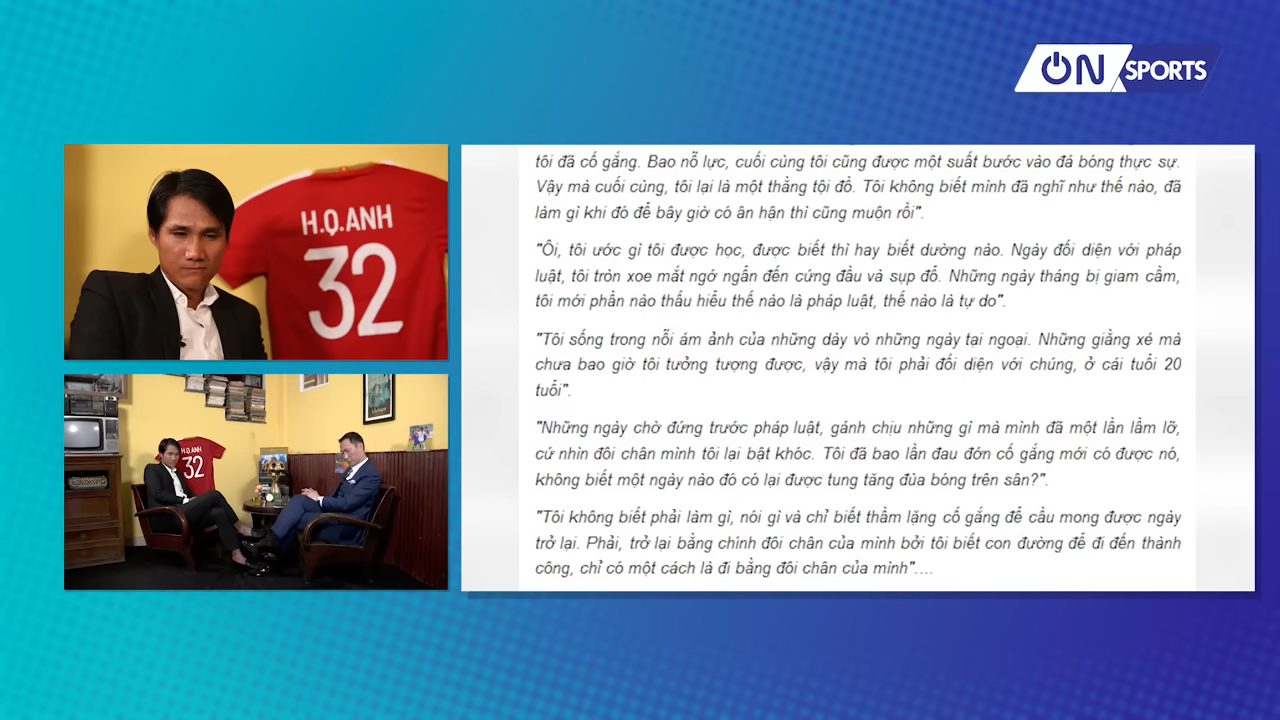 ON SPORTS
H.Q.ANH
32
H.Q.ANH
32
tôi đã cố gắng. Bao nỗ lực, cuối cùng tôi cũng được một suất bước vào đá bóng thực sự.
Vậy mà cuối cùng, tôi lại là một thằng tội đồ. Tôi không biết mình đã nghĩ như thế nào, đã
làm gì khi đó để bây giờ có ân hận thì cũng muộn rồi".
"Ôi, tôi ước gì tôi được học, được biết thì hay biết dường nào. Ngày đối diện với pháp
luật, tôi tròn xoe mắt ngớ ngẩn đến cứng đầu và sụp đổ. Những ngày tháng bị giam cầm,
tôi mới phần nào thấu hiểu thế nào là pháp luật, thế nào là tự do".
"Tôi sống trong nỗi ám ảnh của những dày vò những ngày tại ngoại. Những giằng xé mà
chưa bao giờ tôi tưởng tượng được, vậy mà tôi phải đối diện với chúng, ở cái tuổi 20
tuổi".
"Những ngày chờ đứng trước pháp luật, gánh chịu những gì mà mình đã một lần lầm lỡ,
cứ nhìn đôi chân mình tôi lại bật khóc. Tôi đã bao lần đau đớn cố gắng mới có được nó,
không biết một ngày nào đó có lại được tung tăng đùa bóng trên sân?".
"Tôi không biết phải làm gì, nói gì và chỉ biết thầm lặng cố gắng để cầu mong được ngày
trở lại. Phải, trở lại bằng chính đôi chân của mình bởi tôi biết con đường để đi đến thành
công, chỉ có một cách là đi bằng đôi chân của mình"....